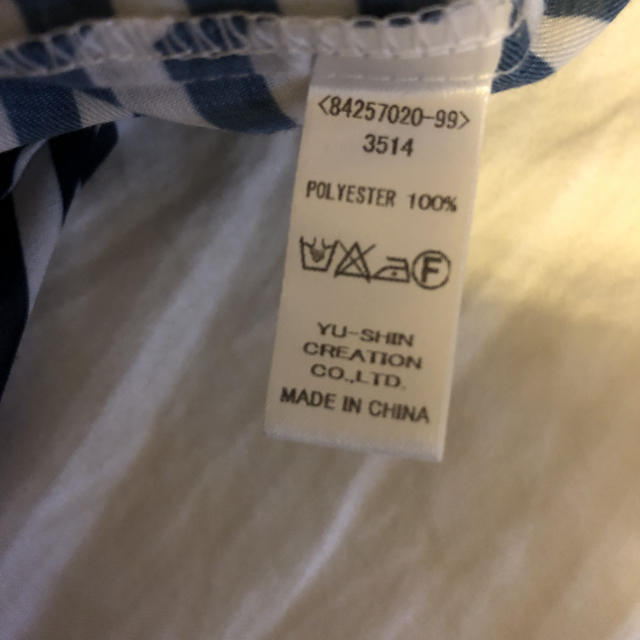 <84257020-99>
3514
POLYESTER 100%
F
YU-SHIN
CREATION
CO.,LTD.
MADE IN CHINA